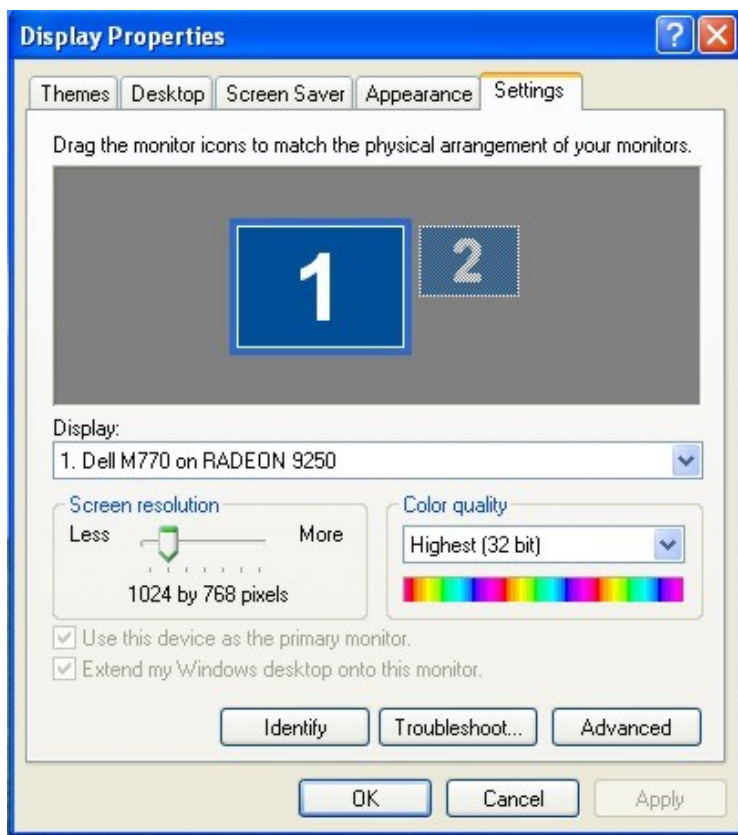 Display Properties
?
X
Themes Desktop Screen Saver Appearance Settings
Drag the monitor icons to match the physical arrangement of your monitors.
1 2
Display:
1. Dell M770 on RADEON 9250
Screen resolution
Less More
1024 by 768 pixels
Color quality
Highest (32 bit)
Use this device as the primary monitor.
Extend my Windows desktop onto this monitor.
Identify Troubleshoot... Advanced
OK Cancel Apply